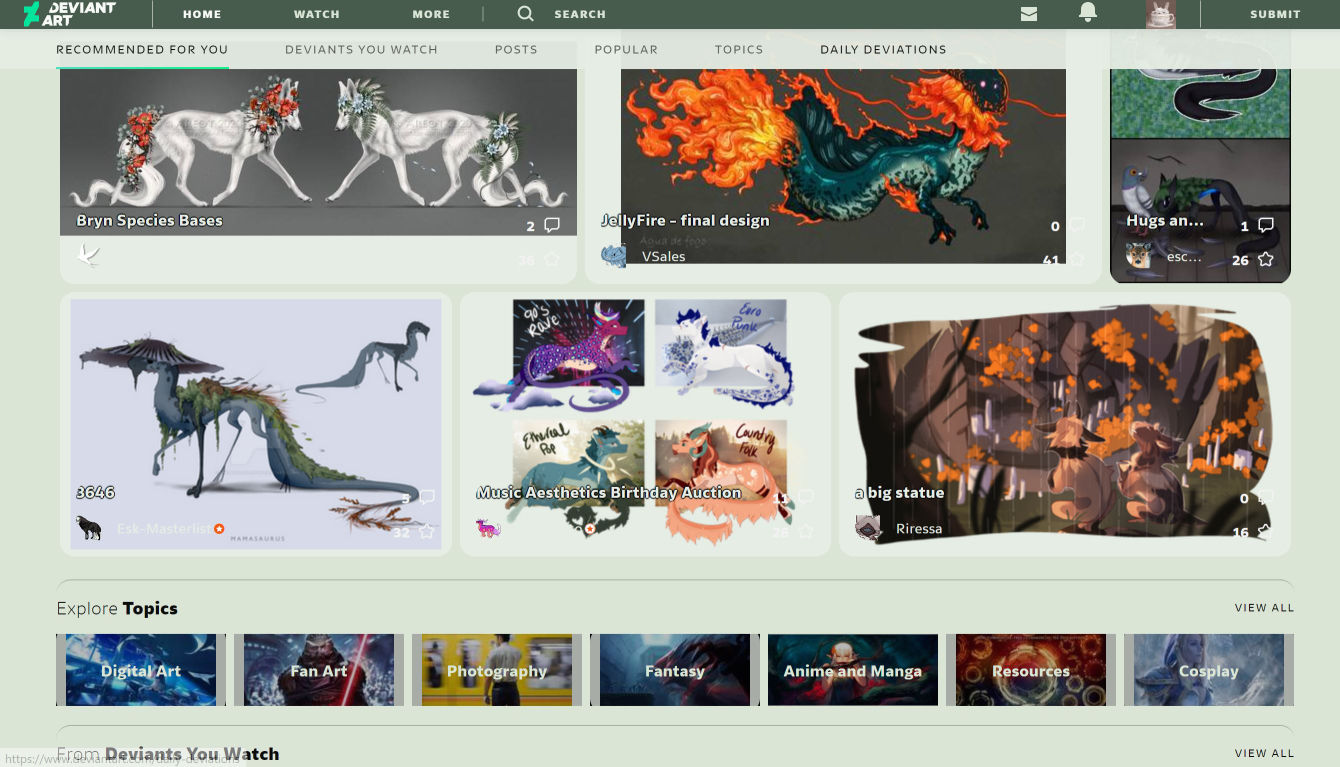 DEVIANT ART
HOME WATCH MORE SEARCH SUBMIT
RECOMMENDED FOR YOU DEVIANTS YOU WATCH POSTS POPULAR TOPICS DAILY DEVIATIONS
Bryn Species Bases
2
36
JellyFire - final design
0
Agua de fogo
VSales
41
Hugs an...
1
esc...
26
3646
5
Esk-Masterlist
32
MAMASAURUS
90's Rave
Euro Punk
Ethereal Pop
Country Folk
Music Aesthetics Birthday Auction
11
28
a big statue
0
Riressa
16
Explore Topics
VIEW ALL
Digital Art
Fan Art
Photography
Fantasy
Anime and Manga
Resources
Cosplay
From Deviants You Watch
VIEW ALL
https://www.deviantart.com/daily-deviations